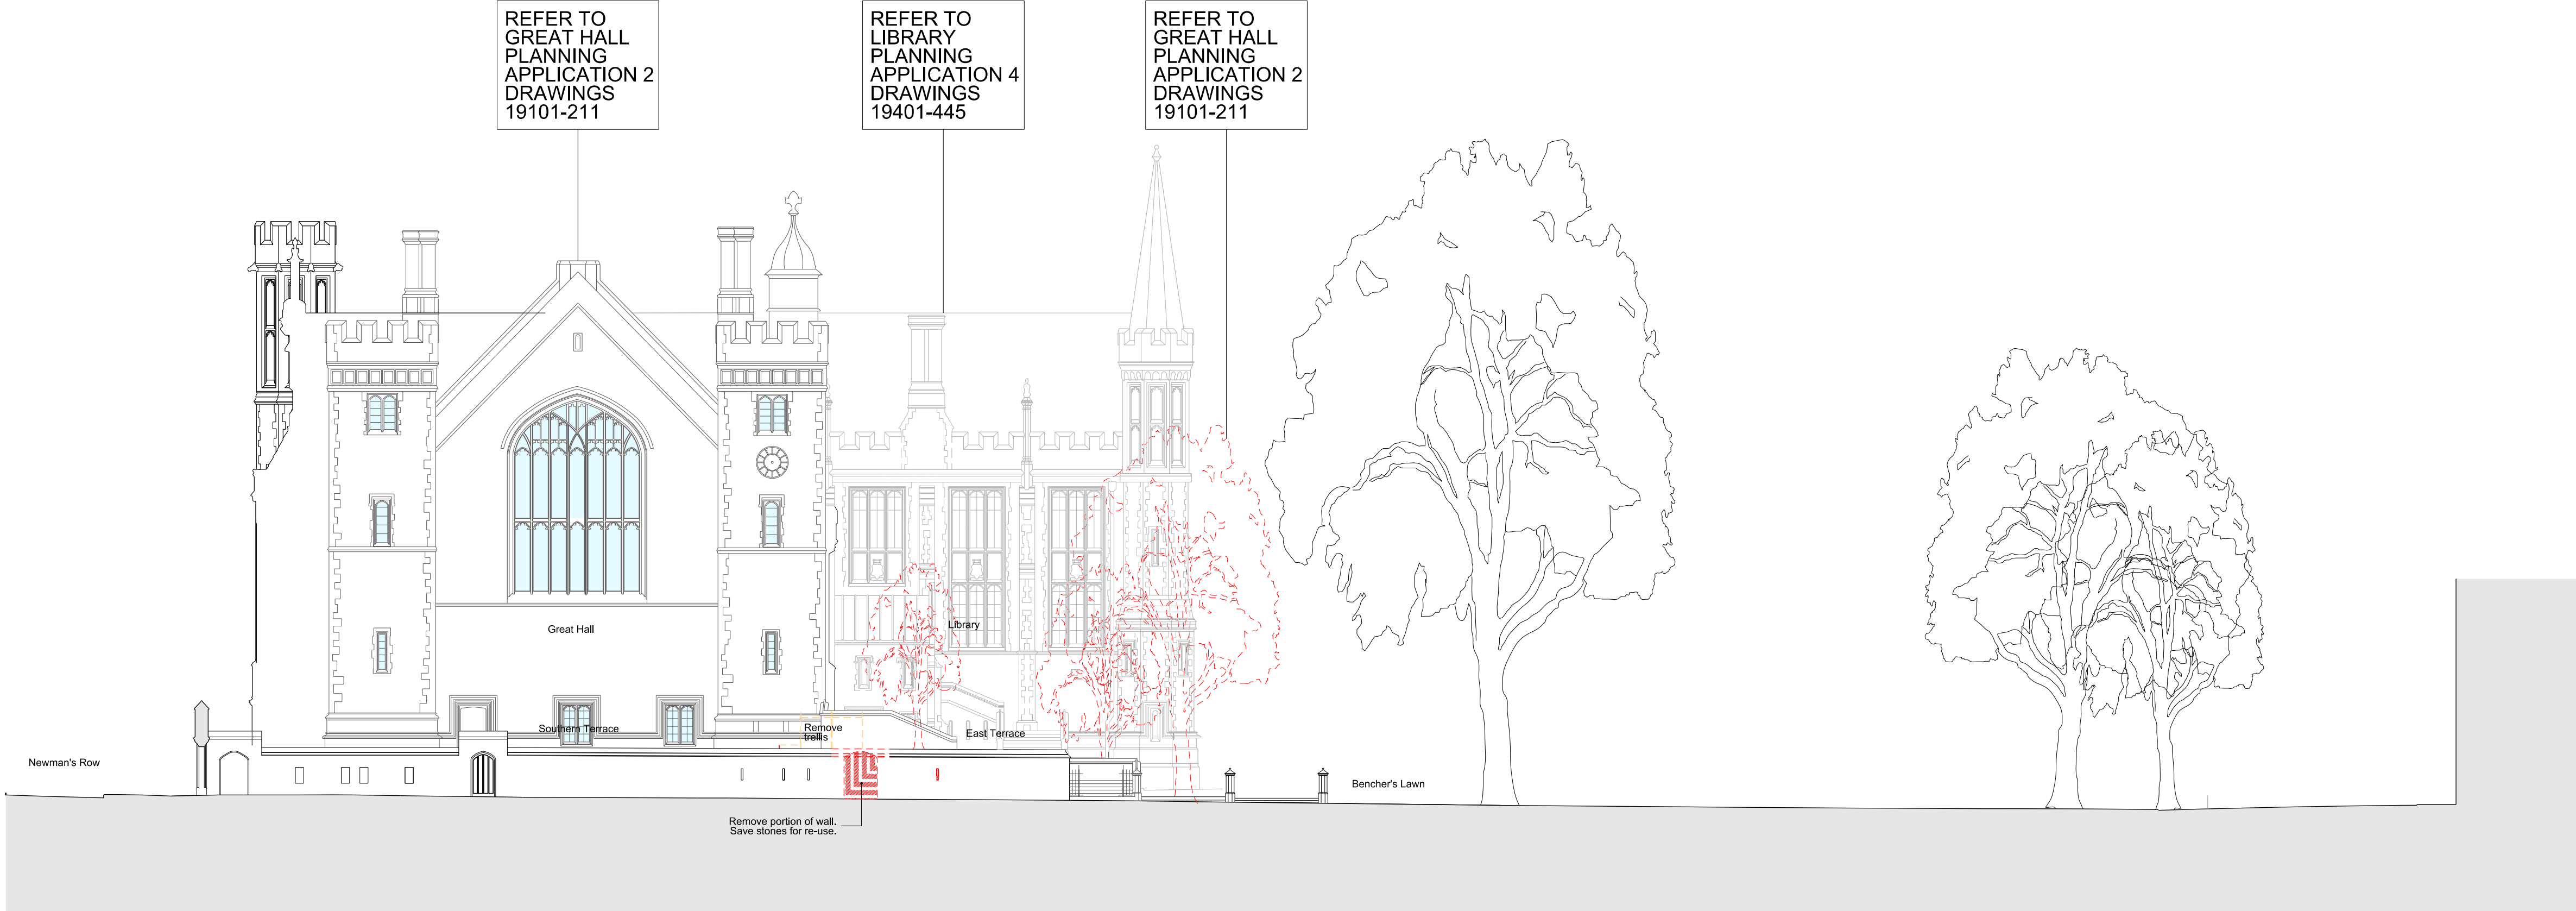 REFER TO
GREAT HALL
PLANNING
APPLICATION 2
DRAWINGS
19101-211
REFER TO
LIBRARY
PLANNING
APPLICATION 4
DRAWINGS
19401-445
REFER TO
GREAT HALL
PLANNING
APPLICATION 2
DRAWINGS
19101-211
Great Hall
Library
Southern Terrace
Remove
trellis
East Terrace
Newman's Row
Bencher's Lawn
Remove portion of wall.
Save stones for re-use.